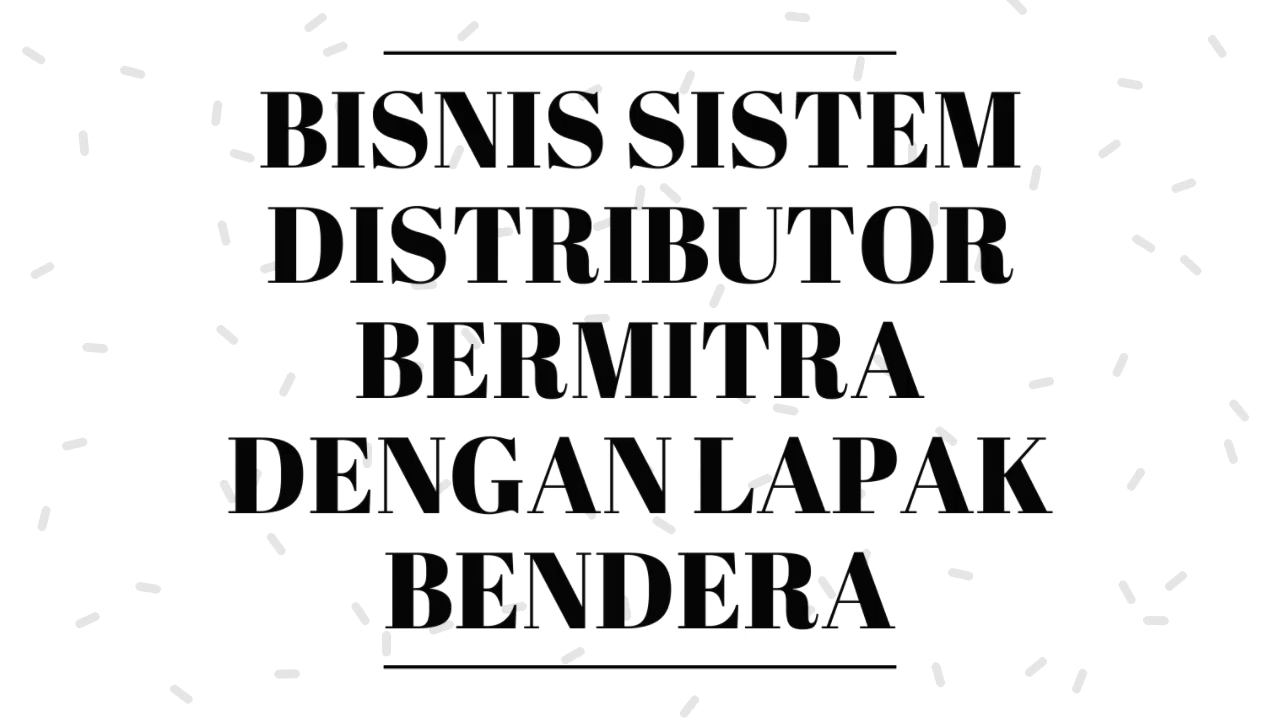 BISNIS SISTEM
DISTRIBUTOR
BERMITRA
DENGAN LAPAK
BENDERA